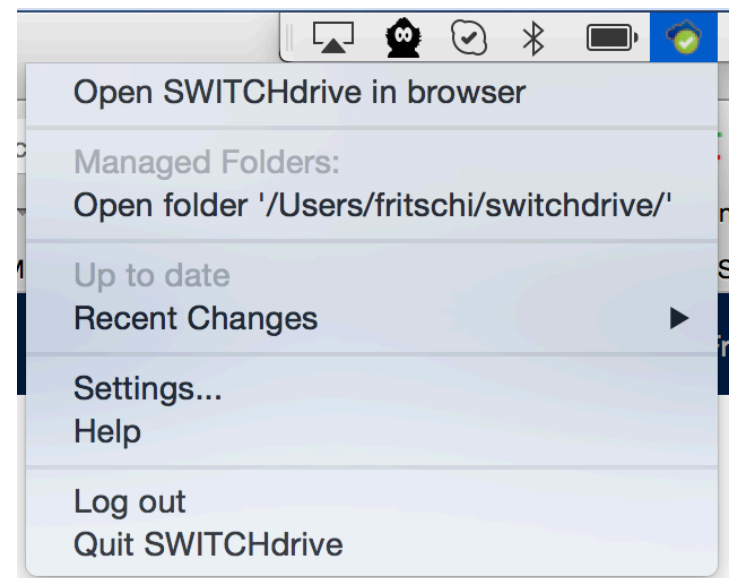 Open SWITCHdrive in browser
Managed Folders:
Open folder '/Users/fritschi/switchdrive/'
Up to date
Recent Changes
Settings...
Help
Log out
Quit SWITCHdrive